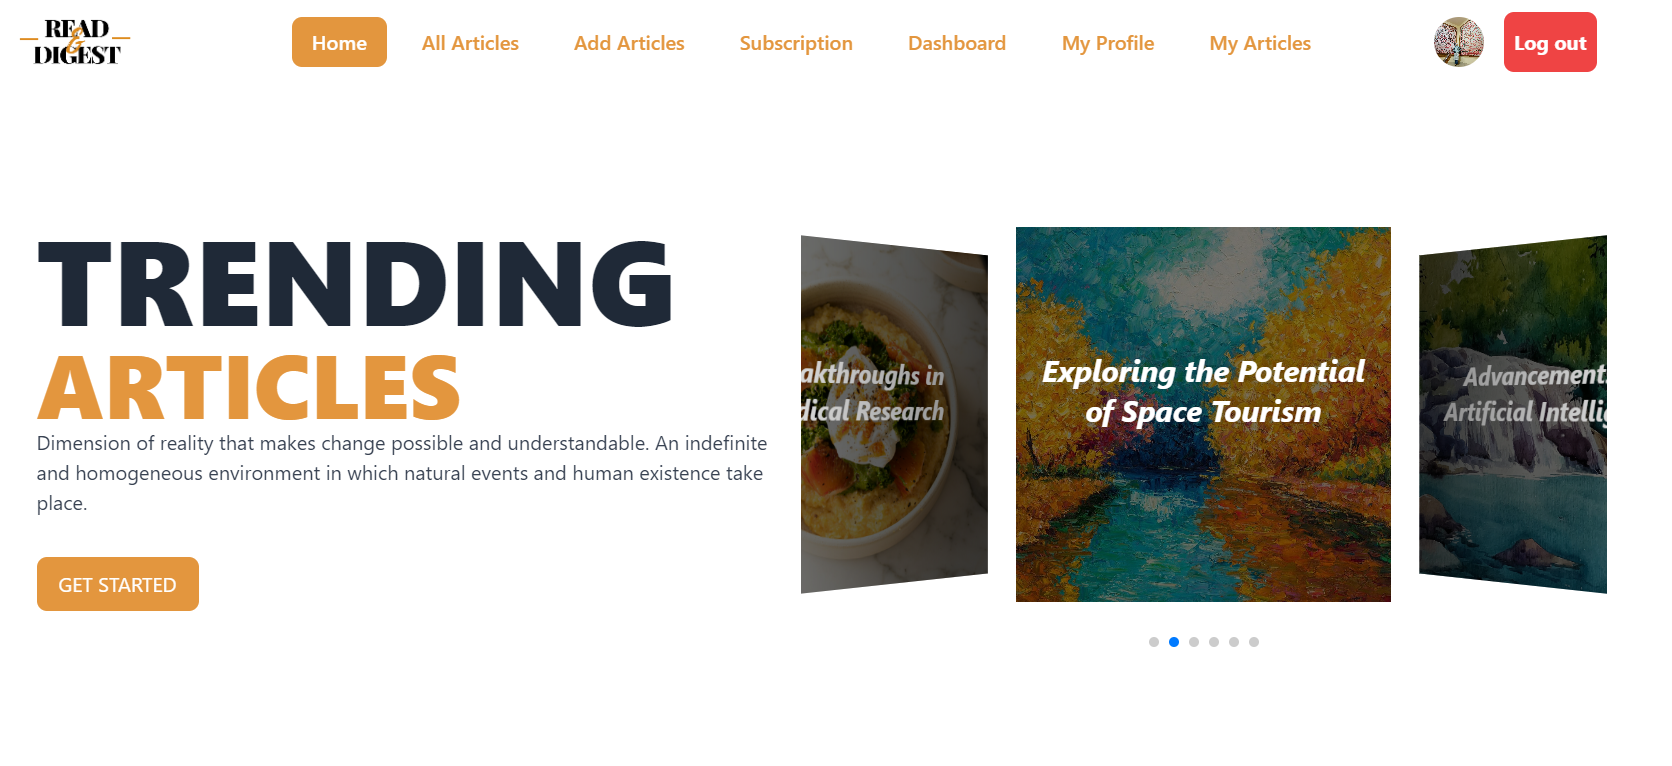 READ
&
DIGEST
Home
All Articles
Add Articles
Subscription
Dashboard
My Profile
My Articles
Log out
TRENDING
ARTICLES
Dimension of reality that makes change possible and understandable. An indefinite
and homogeneous environment in which natural events and human existence take
place.
GET STARTED
akthroughs in
dical Research
Exploring the Potential
of Space Tourism
Advancements
Artificial Intellig